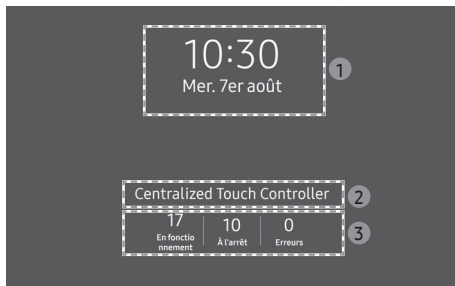 10:30
Mer. 7er août
1
Centralized Touch Controller
2
17
10
0
En fonctio
nnement
À l'arrêt
Erreurs
3